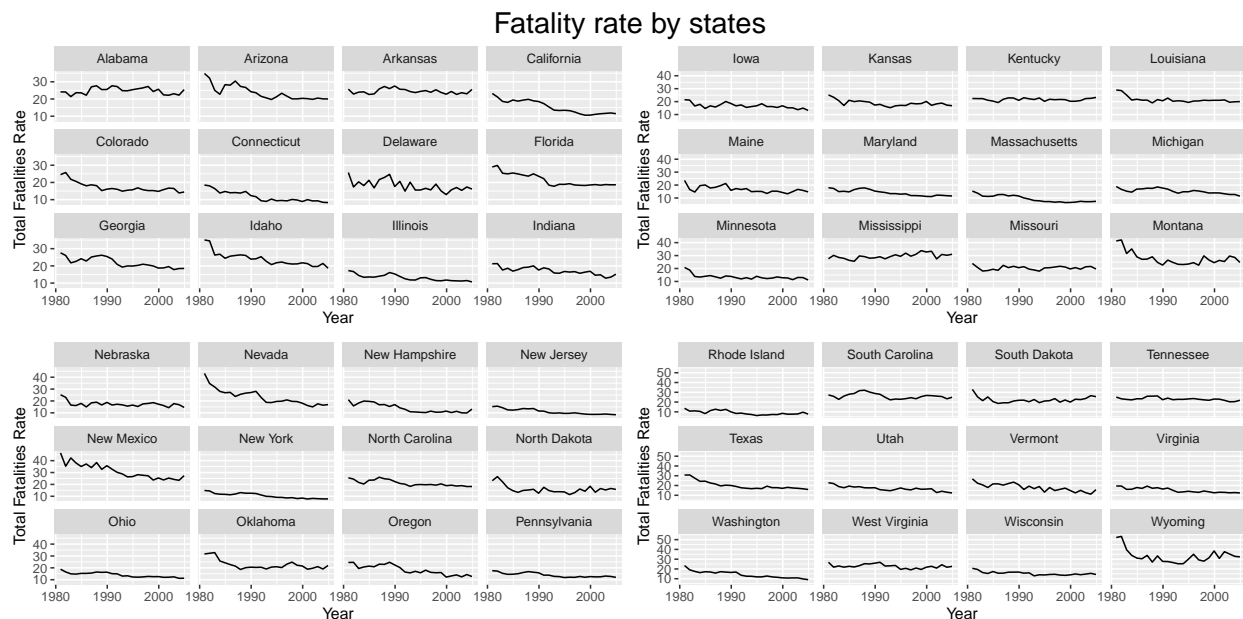 Fatality rate by states
Alabama Arizona Arkansas California
30
20
10
Colorado Connecticut Delaware Florida
30
20
10
Georgia Idaho Illinois Indiana
30
20
10
1980 1990 2000 1980 1990 2000 1980 1990 2000 1980 1990 2000
Year
Total Fatalities Rate
Iowa Kansas Kentucky Louisiana
40
30
20
10
Maine Maryland Massachusetts Michigan
40
30
20
10
Minnesota Mississippi Missouri Montana
40
30
20
10
1980 1990 2000 1980 1990 2000 1980 1990 2000 1980 1990 2000
Year
Total Fatalities Rate
Nebraska Nevada New Hampshire New Jersey
40
30
20
10
New Mexico New York North Carolina North Dakota
40
30
20
10
Ohio Oklahoma Oregon Pennsylvania
40
30
20
10
1980 1990 2000 1980 1990 2000 1980 1990 2000 1980 1990 2000
Year
Total Fatalities Rate
Rhode Island South Carolina South Dakota Tennessee
50
40
30
20
10
Texas Utah Vermont Virginia
50
40
30
20
10
Washington West Virginia Wisconsin Wyoming
50
40
30
20
10
1980 1990 2000 1980 1990 2000 1980 1990 2000 1980 1990 2000
Year
Total Fatalities Rate